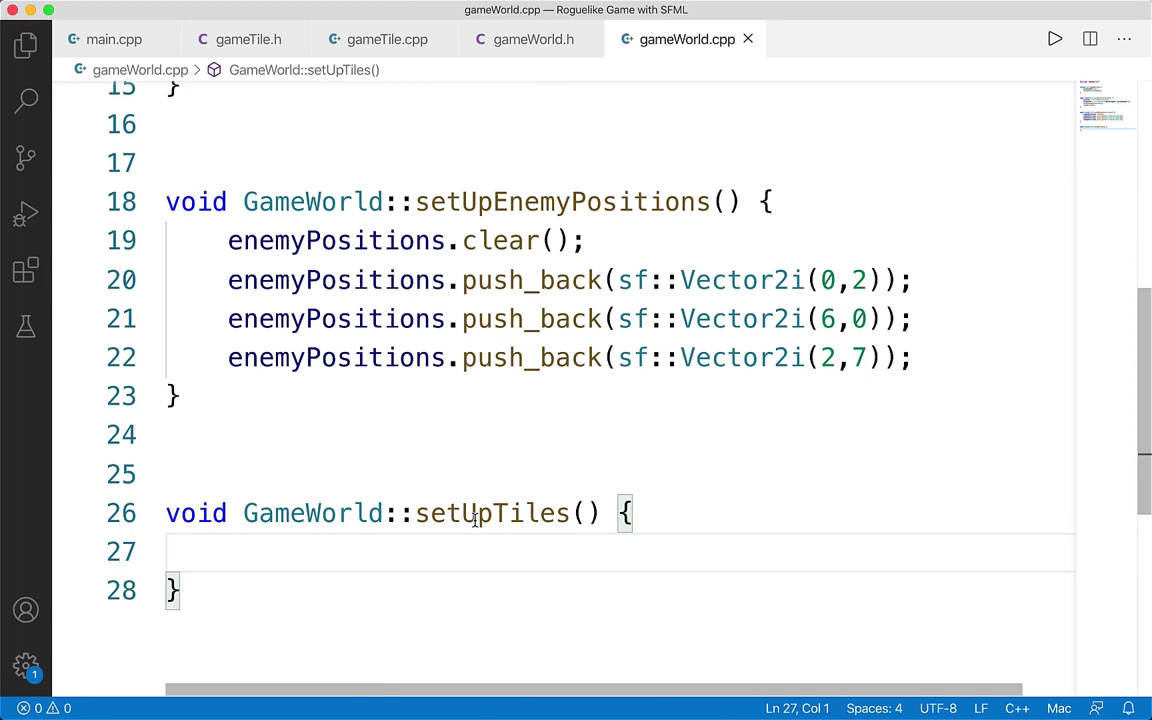 gameWorld.cpp — Roguelike Game with SFML
main.cpp
C gameTile.h
gameTile.cpp
C gameWorld.h
gameWorld.cpp
gameWorld.cpp > GameWorld::setUpTiles()
15 }
16
17
18 void GameWorld::setUpEnemyPositions() {
19 enemyPositions.clear();
20 enemyPositions.push_back(sf::Vector2i(0,2));
21 enemyPositions.push_back(sf::Vector2i(6,0));
22 enemyPositions.push_back(sf::Vector2i(2,7));
23 }
24
25
26 void GameWorld::setUpTiles() {
27
28 }
1
0 0 Ln 27, Col 1 Spaces: 4 UTF-8 LF C++ Mac